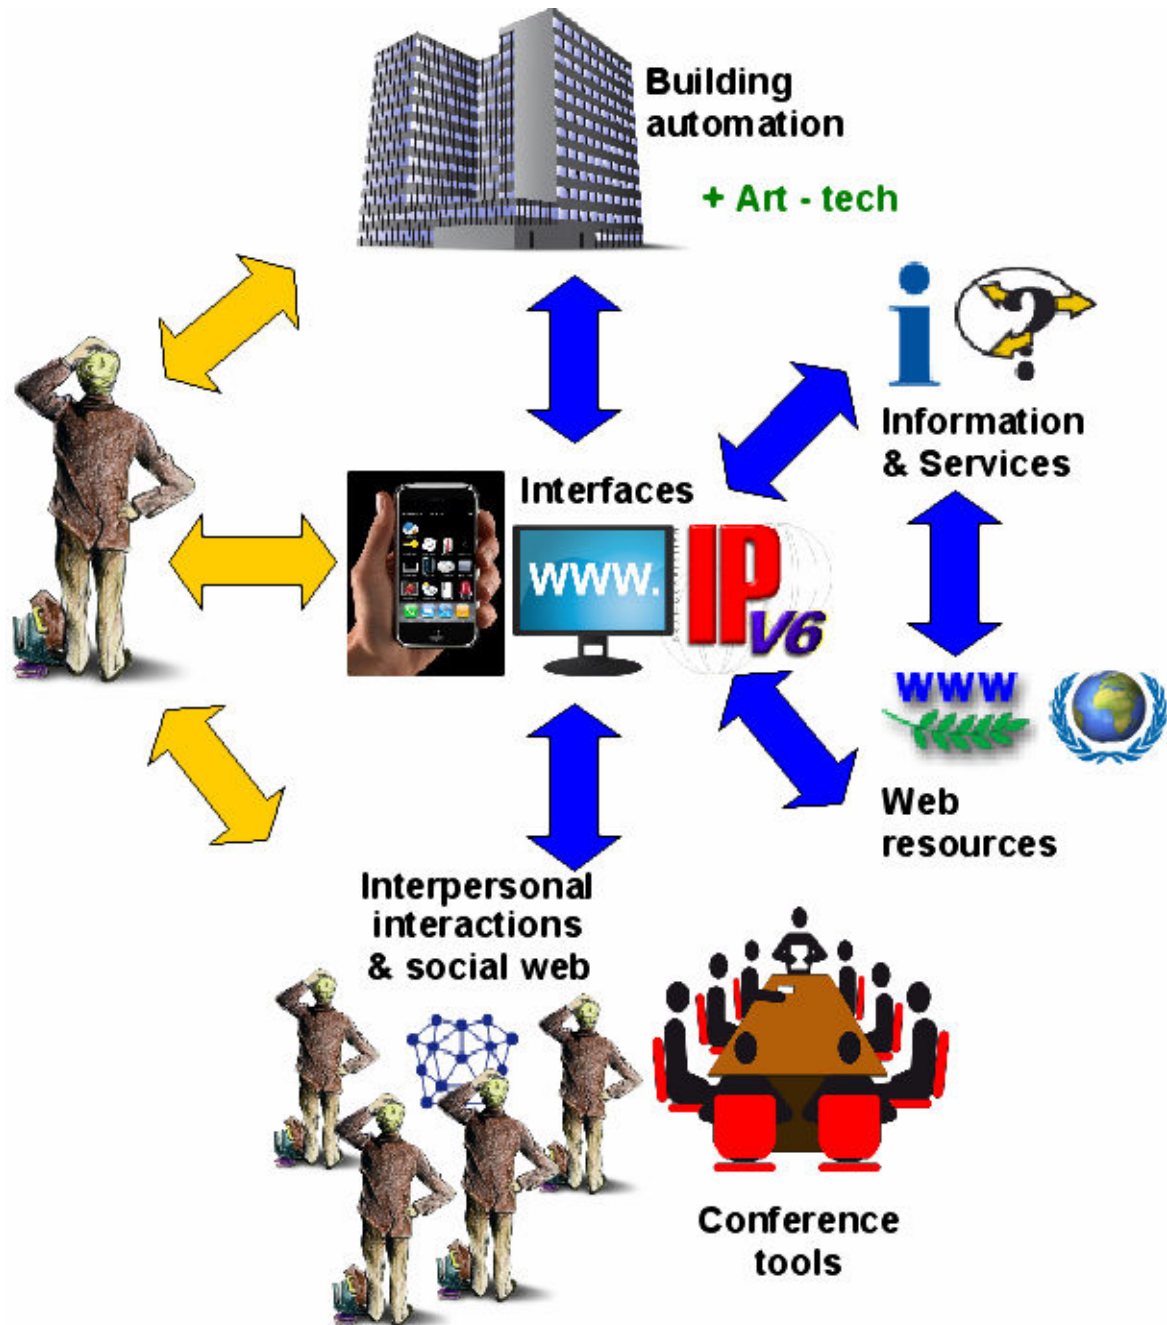 Building
automation
+ Art - tech
i ?
Information
& Services
Interfaces
www.
IP
V6
WWW
Web
resources
Interpersonal
interactions
& social web
Conference
tools